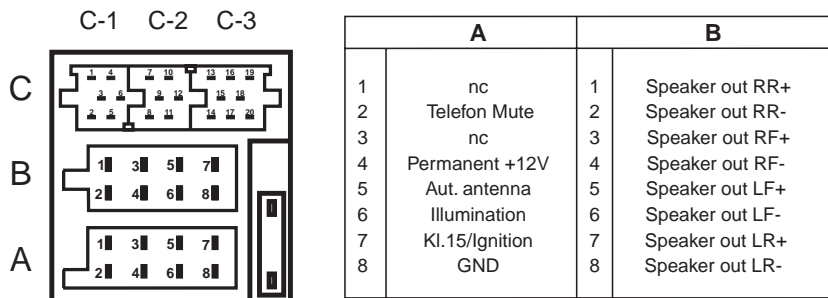 C-1 C-2 C-3
C
1 4 7 10 13 16 19
3 6 9 12 15 18
2 5 8 11 14 17 20
B
1 3 5 7
2 4 6 8
A
1 3 5 7
2 4 6 8
A B
1 nc 1 Speaker out RR+
2 Telefon Mute 2 Speaker out RR-
3 nc 3 Speaker out RF+
4 Permanent +12V 4 Speaker out RF-
5 Aut. antenna 5 Speaker out LF+
6 Illumination 6 Speaker out LF-
7 Kl.15/Ignition 7 Speaker out LR+
8 GND 8 Speaker out LR-